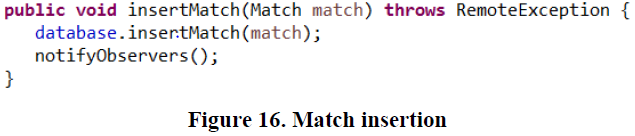 public void insertMatch(Match match) throws RemoteException {
database.insertMatch(match);
notifyObservers();
}
Figure 16. Match insertion